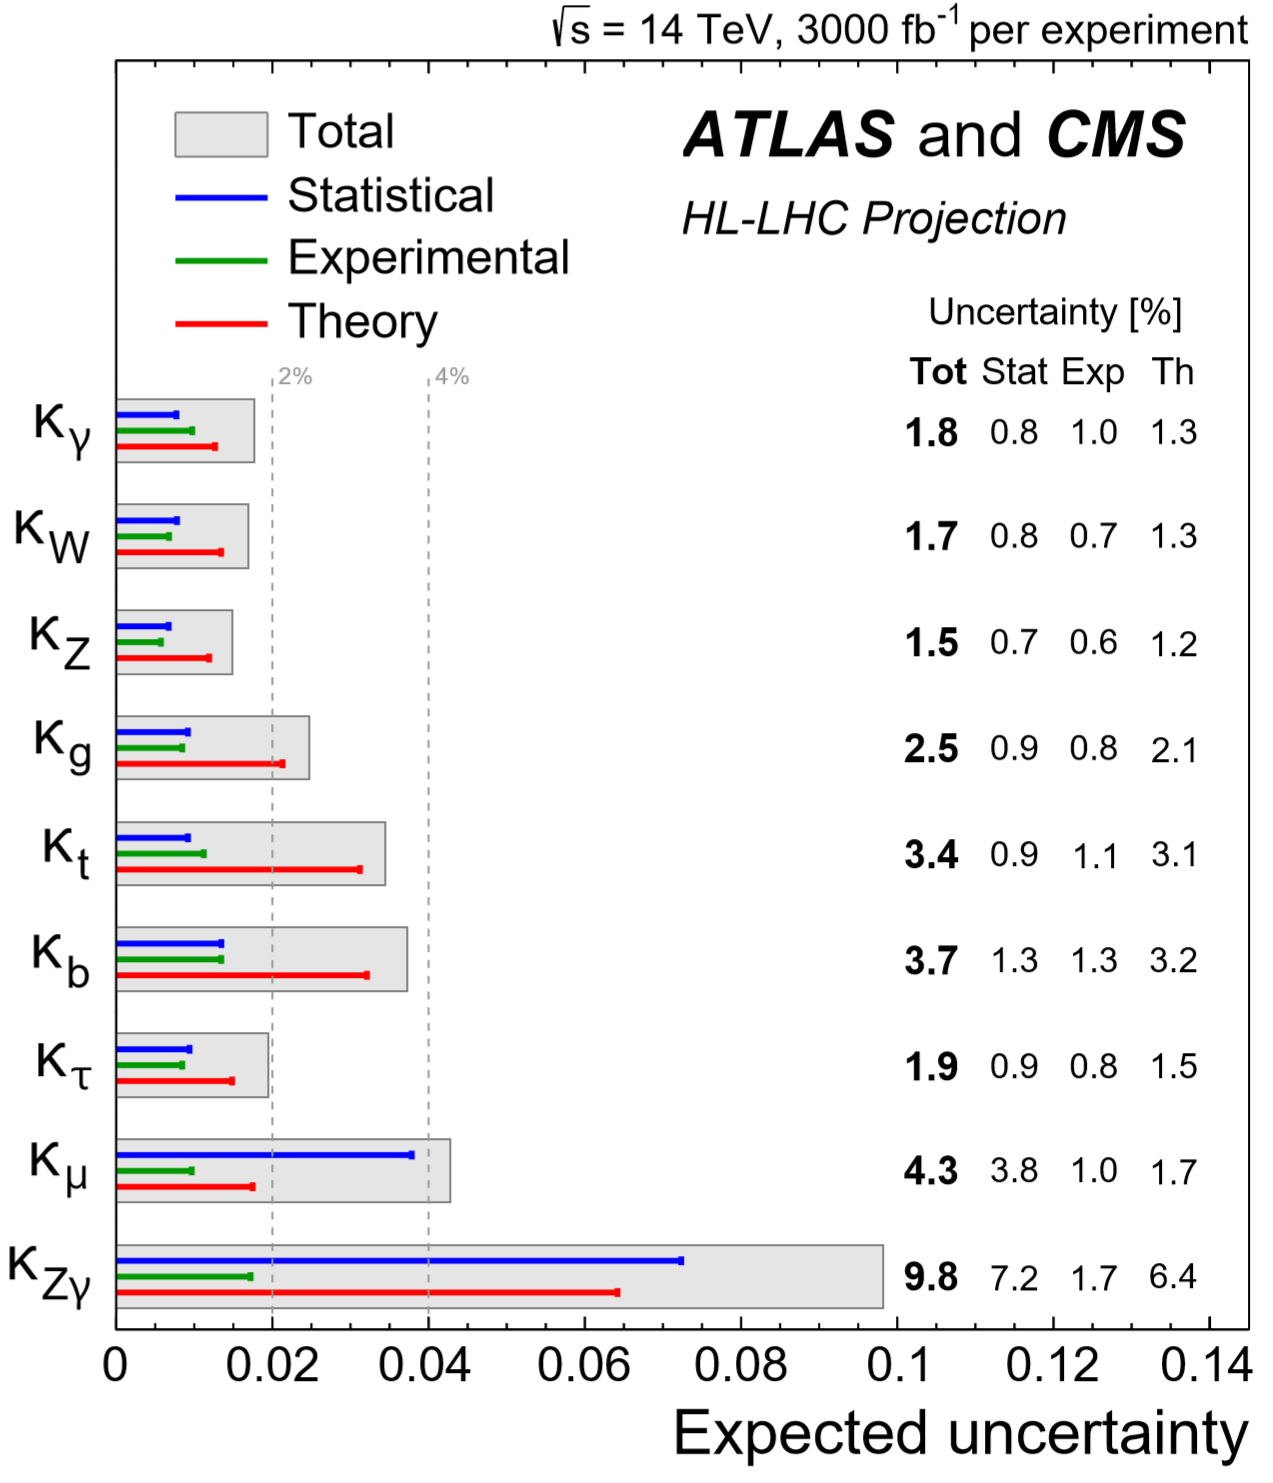 √s = 14 TeV, 3000 fb⁻¹ per experiment
Total
Statistical
Experimental
Theory
ATLAS and CMS
HL-LHC Projection
Uncertainty [%]
Tot Stat Exp Th
2% 4%
κγ 1.8 0.8 1.0 1.3
κW 1.7 0.8 0.7 1.3
κZ 1.5 0.7 0.6 1.2
κg 2.5 0.9 0.8 2.1
κt 3.4 0.9 1.1 3.1
κb 3.7 1.3 1.3 3.2
κτ 1.9 0.9 0.8 1.5
κμ 4.3 3.8 1.0 1.7
κZγ 9.8 7.2 1.7 6.4
0 0.02 0.04 0.06 0.08 0.1 0.12 0.14
Expected uncertainty